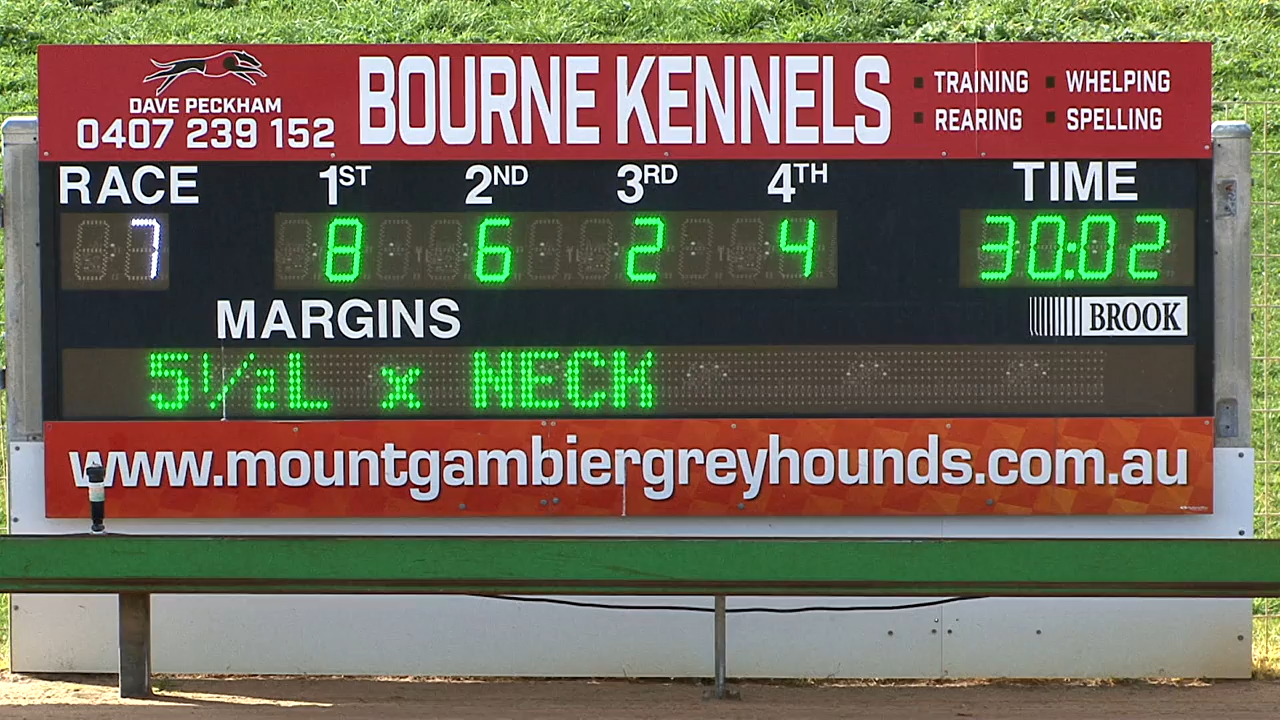 DAVE PECKHAM
0407 239 152
BOURNE KENNELS
TRAINING WHELPING
REARING SPELLING
RACE 1ST 2ND 3RD 4TH TIME
7 8 6 2 4 30:02
MARGINS
BROOK
5½L x NECK
www.mountgambiergreyhounds.com.au